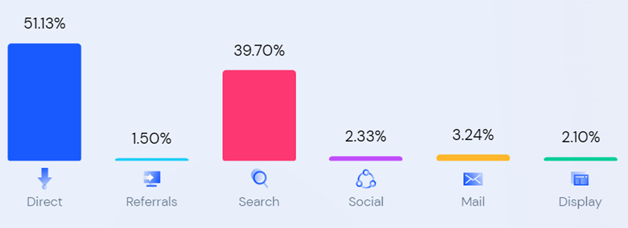 51.13%
1.50%
39.70%
2.33%
3.24%
2.10%
Direct
Referrals
Search
Social
Mail
Display